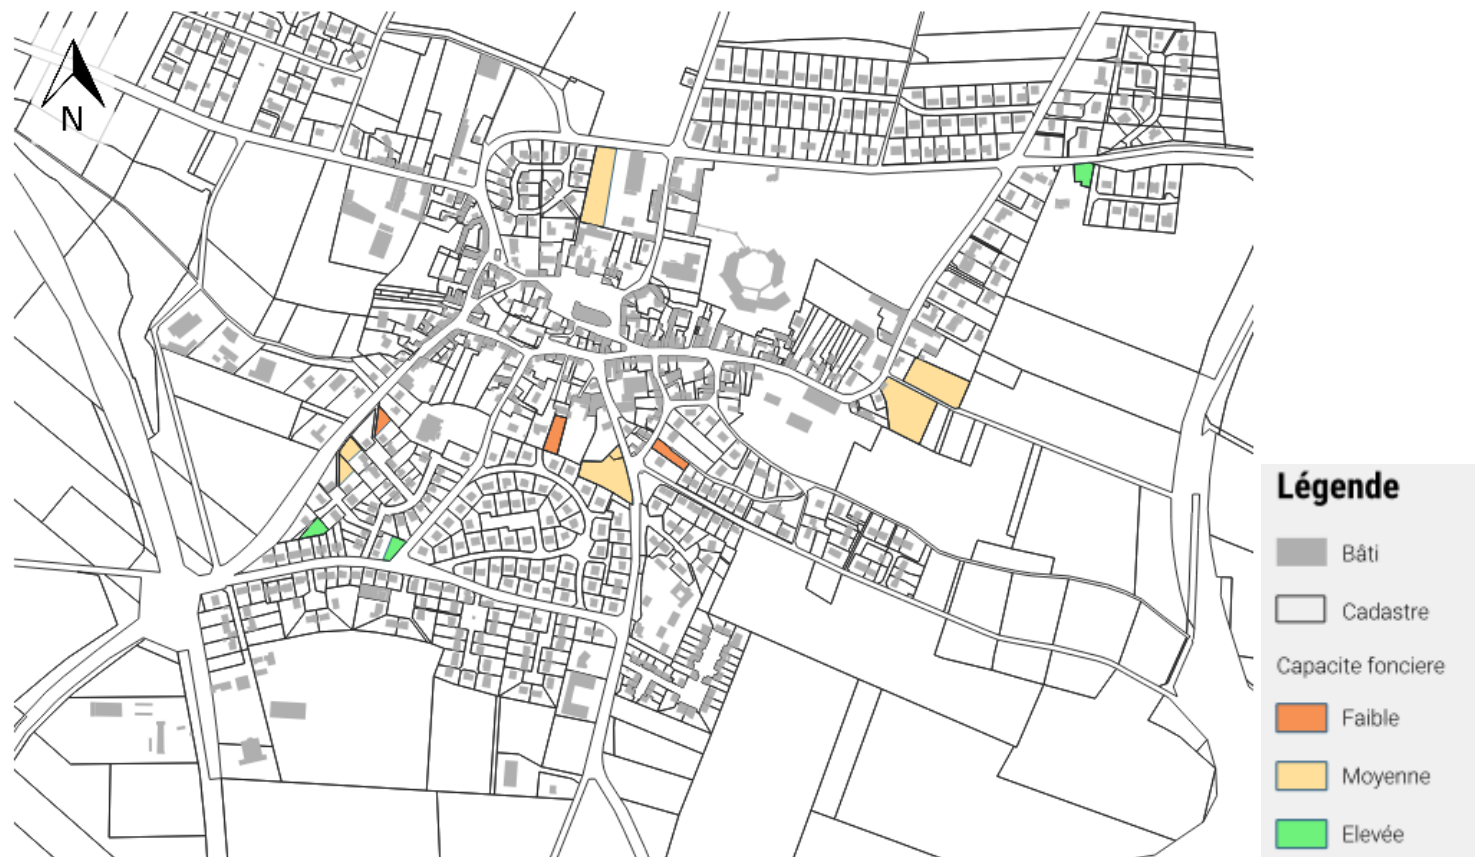 N
Légende
Bâti
Cadastre
Capacite fonciere
Faible
Moyenne
Elevée